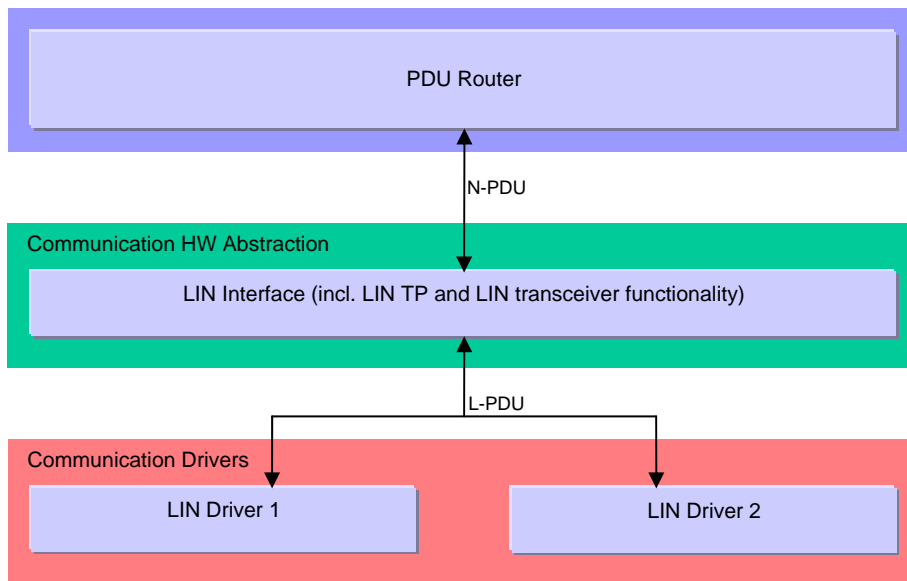 PDU Router
N-PDU
Communication HW Abstraction
LIN Interface (incl. LIN TP and LIN transceiver functionality)
L-PDU
Communication Drivers
LIN Driver 1
LIN Driver 2